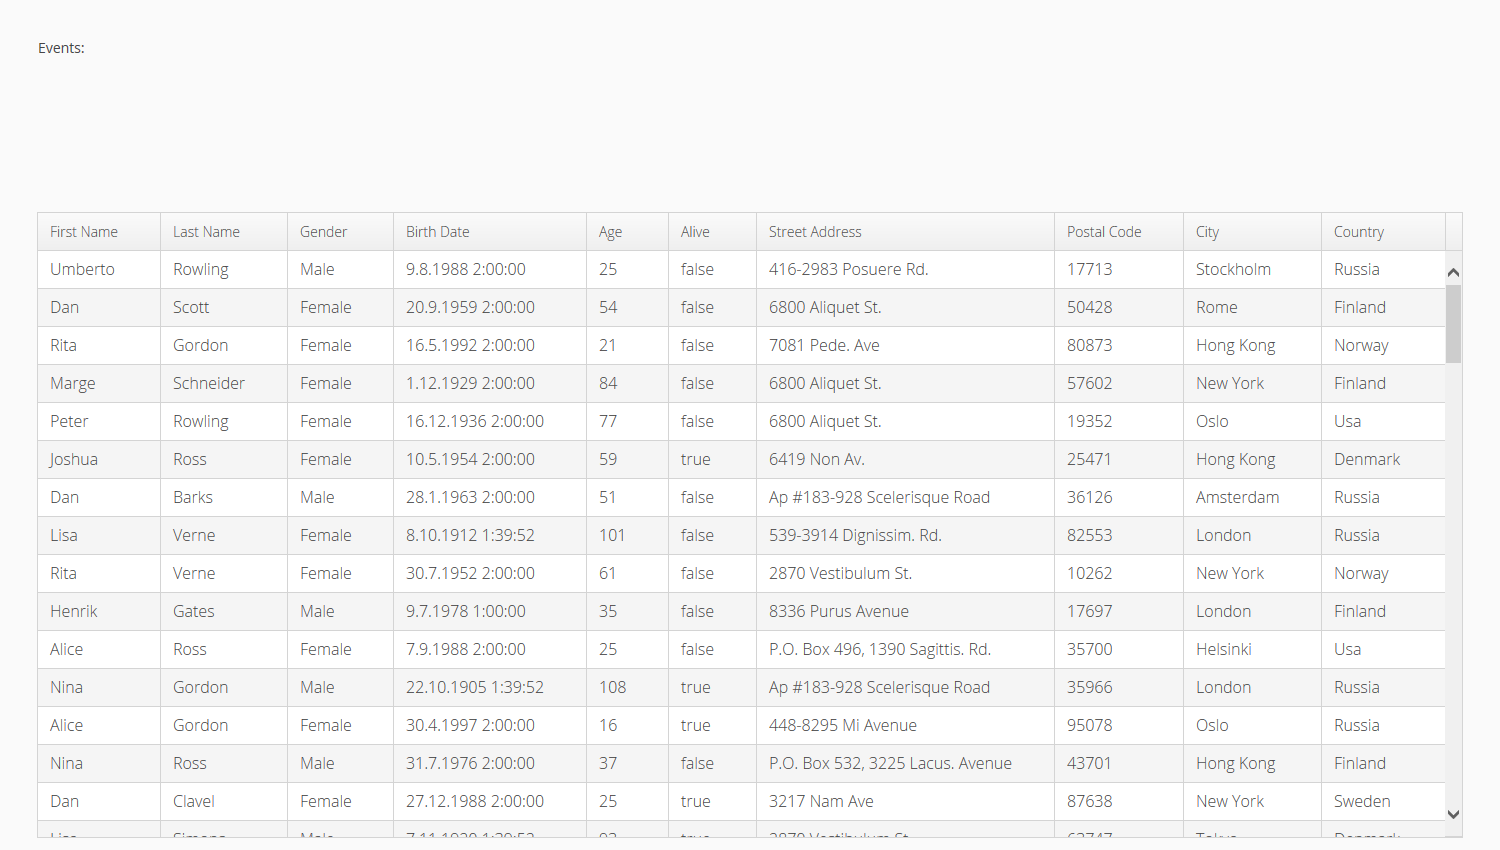 Events:
First Name Last Name Gender Birth Date Age Alive Street Address Postal Code City Country
Umberto Rowling Male 9.8.1988 2:00:00 25 false 416-2983 Posuere Rd. 17713 Stockholm Russia
Dan Scott Female 20.9.1959 2:00:00 54 false 6800 Aliquet St. 50428 Rome Finland
Rita Gordon Female 16.5.1992 2:00:00 21 false 7081 Pede. Ave 80873 Hong Kong Norway
Marge Schneider Female 1.12.1929 2:00:00 84 false 6800 Aliquet St. 57602 New York Finland
Peter Rowling Female 16.12.1936 2:00:00 77 false 6800 Aliquet St. 19352 Oslo Usa
Joshua Ross Female 10.5.1954 2:00:00 59 true 6419 Non Av. 25471 Hong Kong Denmark
Dan Barks Male 28.1.1963 2:00:00 51 false Ap #183-928 Scelerisque Road 36126 Amsterdam Russia
Lisa Verne Female 8.10.1912 1:39:52 101 false 539-3914 Dignissim. Rd. 82553 London Russia
Rita Verne Female 30.7.1952 2:00:00 61 false 2870 Vestibulum St. 10262 New York Norway
Henrik Gates Male 9.7.1978 1:00:00 35 false 8336 Purus Avenue 17697 London Finland
Alice Ross Female 7.9.1988 2:00:00 25 false P.O. Box 496, 1390 Sagittis. Rd. 35700 Helsinki Usa
Nina Gordon Male 22.10.1905 1:39:52 108 true Ap #183-928 Scelerisque Road 35966 London Russia
Alice Gordon Female 30.4.1997 2:00:00 16 true 448-8295 Mi Avenue 95078 Oslo Russia
Nina Ross Male 31.7.1976 2:00:00 37 false P.O. Box 532, 3225 Lacus. Avenue 43701 Hong Kong Finland
Dan Clavel Female 27.12.1988 2:00:00 25 true 3217 Nam Ave 87638 New York Sweden